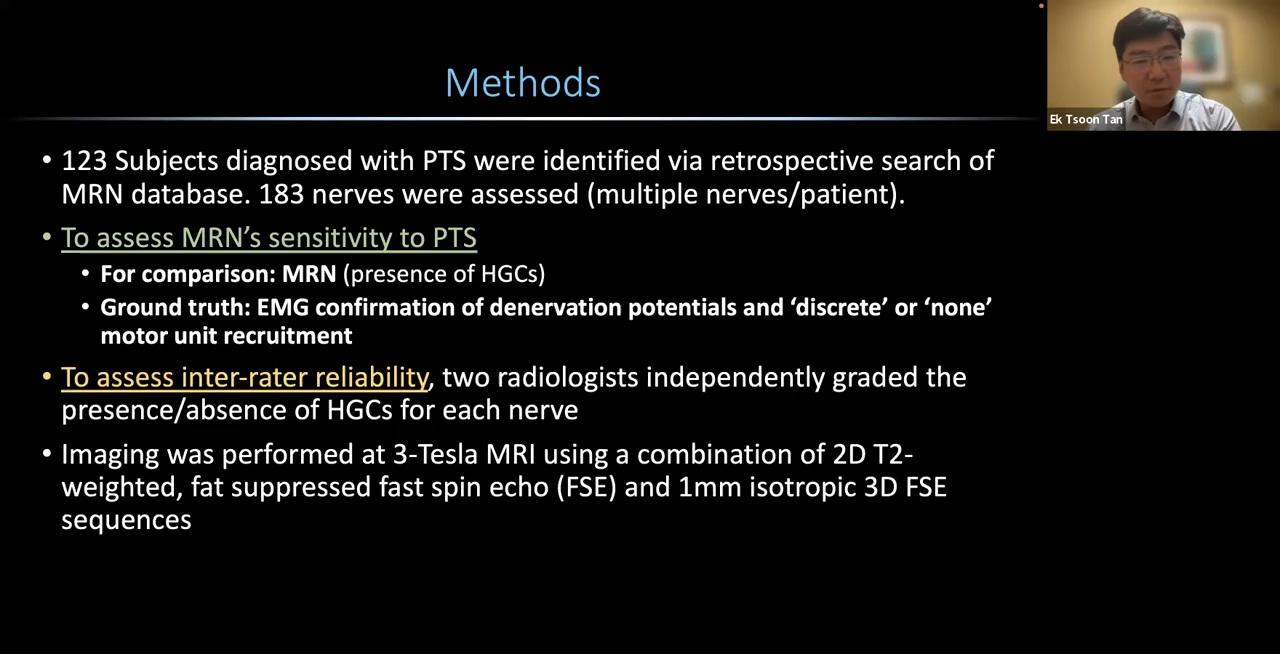 Methods
Ek Tsoon Tan
• 123 Subjects diagnosed with PTS were identified via retrospective search of
MRN database. 183 nerves were assessed (multiple nerves/patient).
• To assess MRN’s sensitivity to PTS
• For comparison: MRN (presence of HGCs)
• Ground truth: EMG confirmation of denervation potentials and ‘discrete’ or ‘none’
motor unit recruitment
• To assess inter-rater reliability, two radiologists independently graded the
presence/absence of HGCs for each nerve
• Imaging was performed at 3-Tesla MRI using a combination of 2D T2-
weighted, fat suppressed fast spin echo (FSE) and 1mm isotropic 3D FSE
sequences